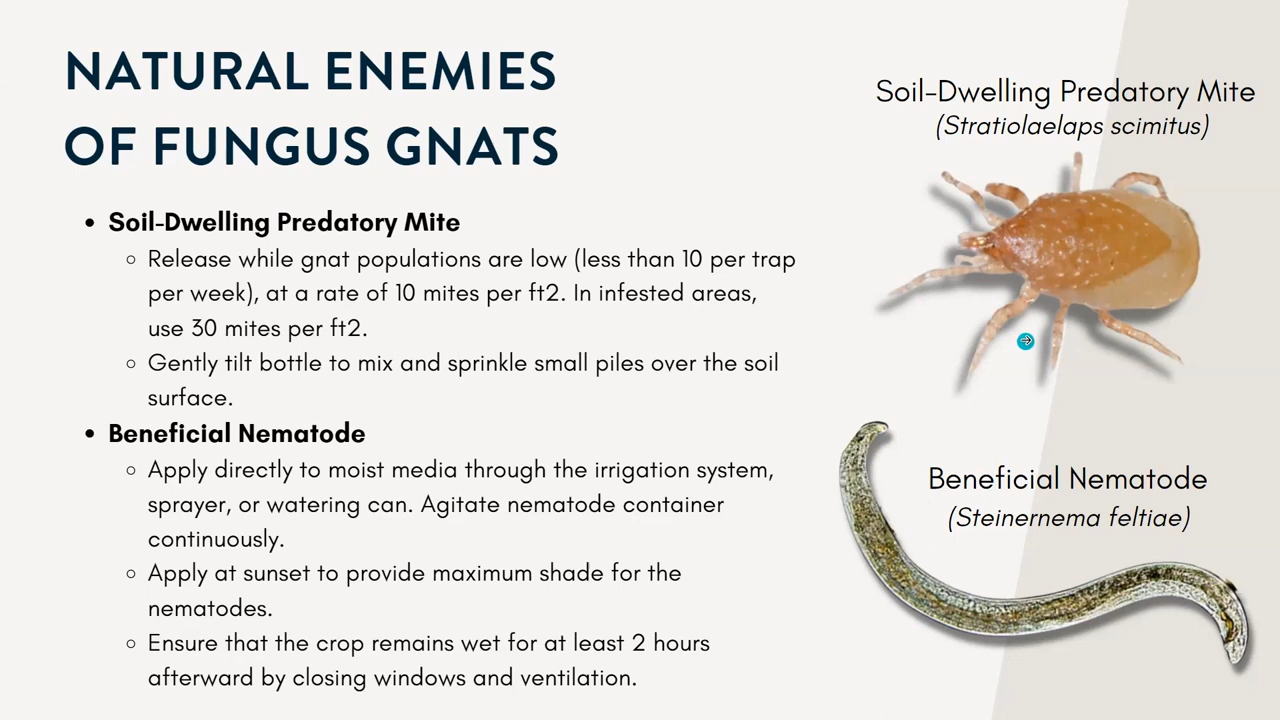 NATURAL ENEMIES
OF FUNGUS GNATS
• Soil-Dwelling Predatory Mite
◦ Release while gnat populations are low (less than 10 per trap
per week), at a rate of 10 mites per ft2. In infested areas,
use 30 mites per ft2.
◦ Gently tilt bottle to mix and sprinkle small piles over the soil
surface.
• Beneficial Nematode
◦ Apply directly to moist media through the irrigation system,
sprayer, or watering can. Agitate nematode container
continuously.
◦ Apply at sunset to provide maximum shade for the
nematodes.
◦ Ensure that the crop remains wet for at least 2 hours
afterward by closing windows and ventilation.
Soil-Dwelling Predatory Mite
(Stratiolaelaps scimitus)
Beneficial Nematode
(Steinernema feltiae)